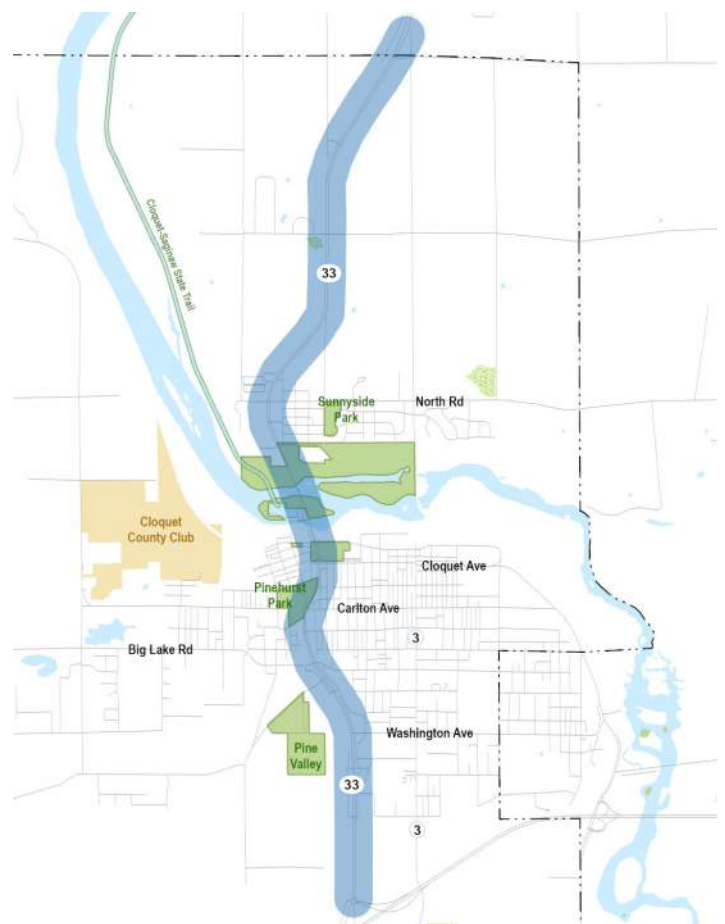 Cloquet-Saginaw State Trail
33
Sunnyside
Park
North Rd
Cloquet
County Club
Cloquet Ave
Pinehurst
Park
Carlton Ave
3
Big Lake Rd
Washington Ave
Pine
Valley
33
3